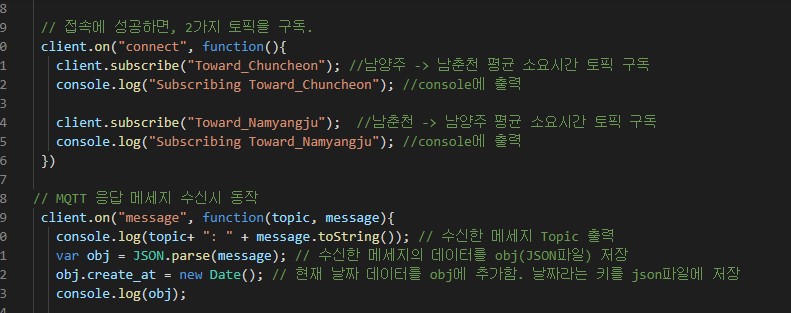 8
9 // 접속에 성공하면, 2가지 토픽을 구독.
0 client.on("connect", function(){
1 client.subscribe("Toward_Chuncheon"); //남양주 -> 남춘천 평균 소요시간 토픽 구독
2 console.log("Subscribing Toward_Chuncheon"); //console에 출력
3
4 client.subscribe("Toward_Namyangju");  //남춘천 -> 남양주 평균 소요시간 토픽 구독
5 console.log("Subscribing Toward_Namyangju"); //console에 출력
6 })
7
8 // MQTT 응답 메세지 수신시 동작
9 client.on("message", function(topic, message){
0 console.log(topic+ ": " + message.toString()); // 수신한 메세지 Topic 출력
1 var obj = JSON.parse(message); // 수신한 메세지의 데이터를 obj(JSON파일) 저장
2 obj.create_at = new Date(); // 현재 날짜 데이터를 obj에 추가함. 날짜라는 키를 json파일에 저장
3 console.log(obj);